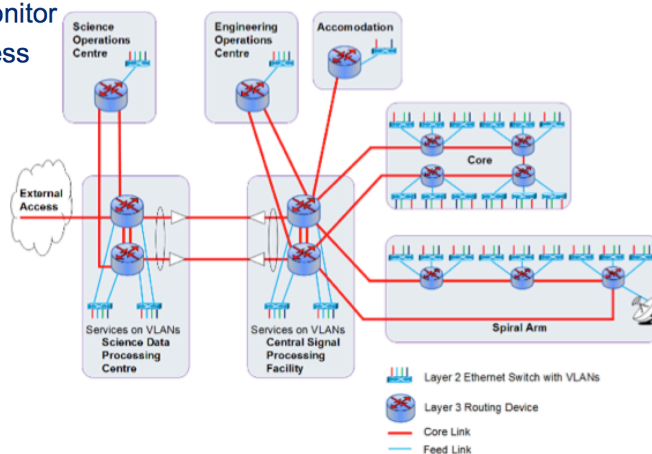 onitor
ess
Science
Operations
Centre
Engineering
Operations
Centre
Accomodation
Core
External
Access
Services on VLANs
Science Data
Processing
Centre
Services on VLANs
Central Signal
Processing
Facility
Spiral Arm
Layer 2 Ethernet Switch with VLANs
Layer 3 Routing Device
Core Link
Feed Link